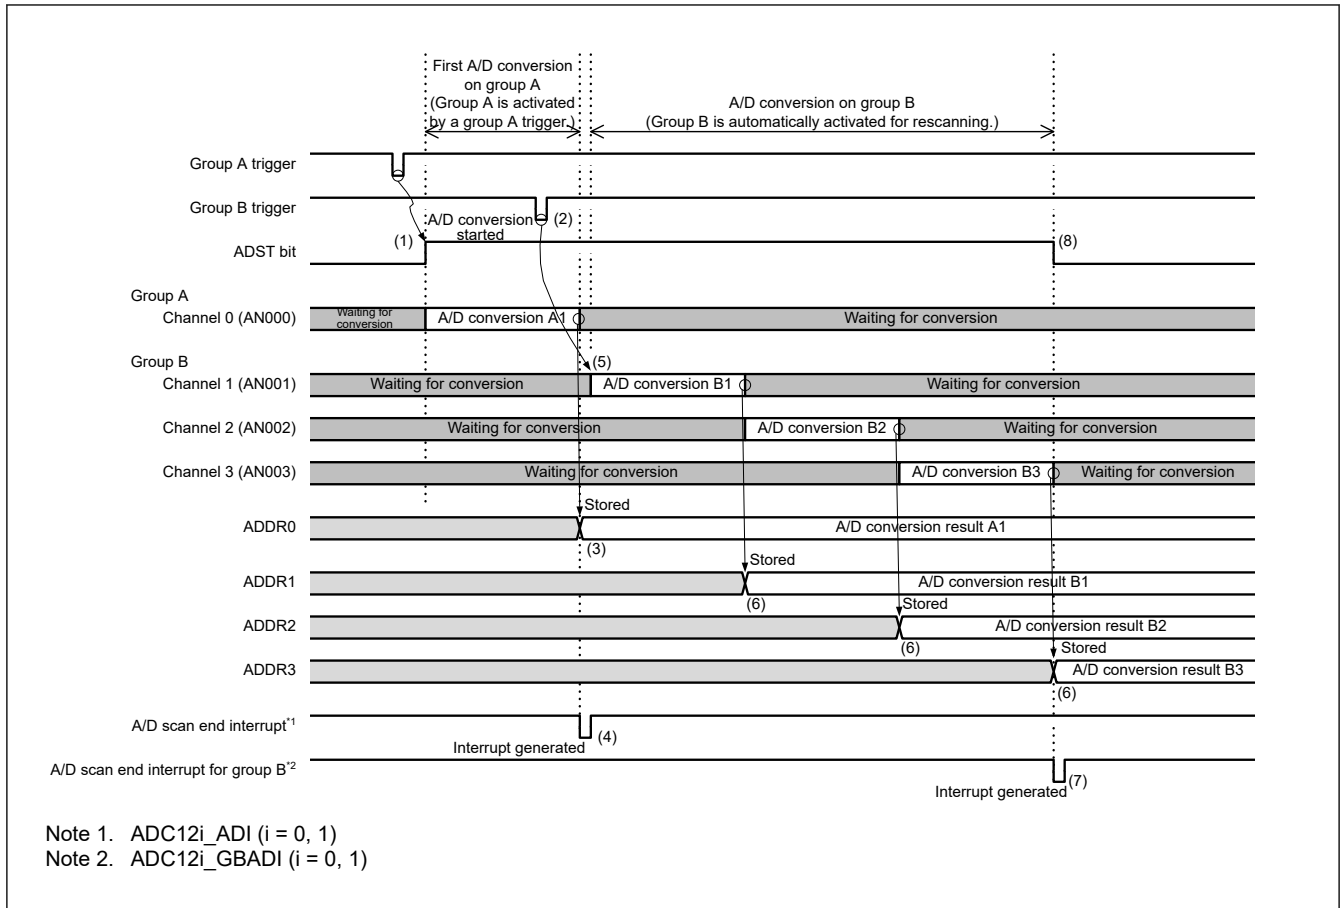 First A/D conversion
on group A
(Group A is activated
by a group A trigger.)
A/D conversion on group B
(Group B is automatically activated for rescanning.)
Group A trigger
Group B trigger
(2)
A/D conversion
started
ADST bit
(1)
(8)
Group A
Channel 0 (AN000)
Waiting for
conversion
A/D conversion A1
Waiting for conversion
Group B
(5)
Channel 1 (AN001)
Waiting for conversion
A/D conversion B1
Waiting for conversion
Channel 2 (AN002)
Waiting for conversion
A/D conversion B2
Waiting for conversion
Channel 3 (AN003)
Waiting for conversion
A/D conversion B3
Waiting for conversion
Stored
ADDR0
A/D conversion result A1
(3)
Stored
ADDR1
A/D conversion result B1
(6)
Stored
ADDR2
A/D conversion result B2
(6)
Stored
ADDR3
A/D conversion result B3
(6)
A/D scan end interrupt*1
(4)
Interrupt generated
A/D scan end interrupt for group B*2
(7)
Interrupt generated
Note 1. ADC12i_ADI (i = 0, 1)
Note 2. ADC12i_GBADI (i = 0, 1)